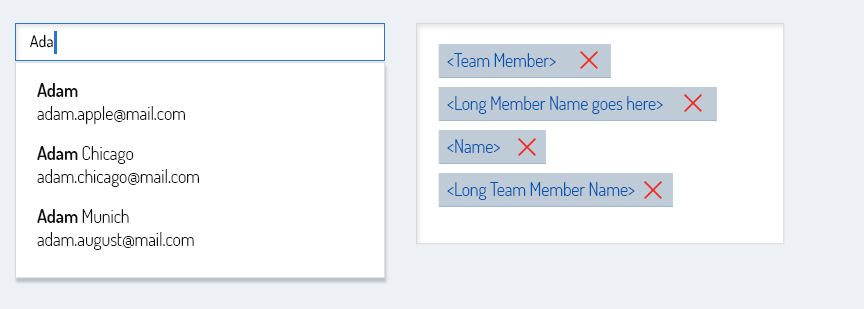 Ada
Adam
adam.apple@mail.com
Adam Chicago
adam.chicago@mail.com
Adam Munich
adam.august@mail.com
<Team Member>
<Long Member Name goes here>
<Name>
<Long Team Member Name>